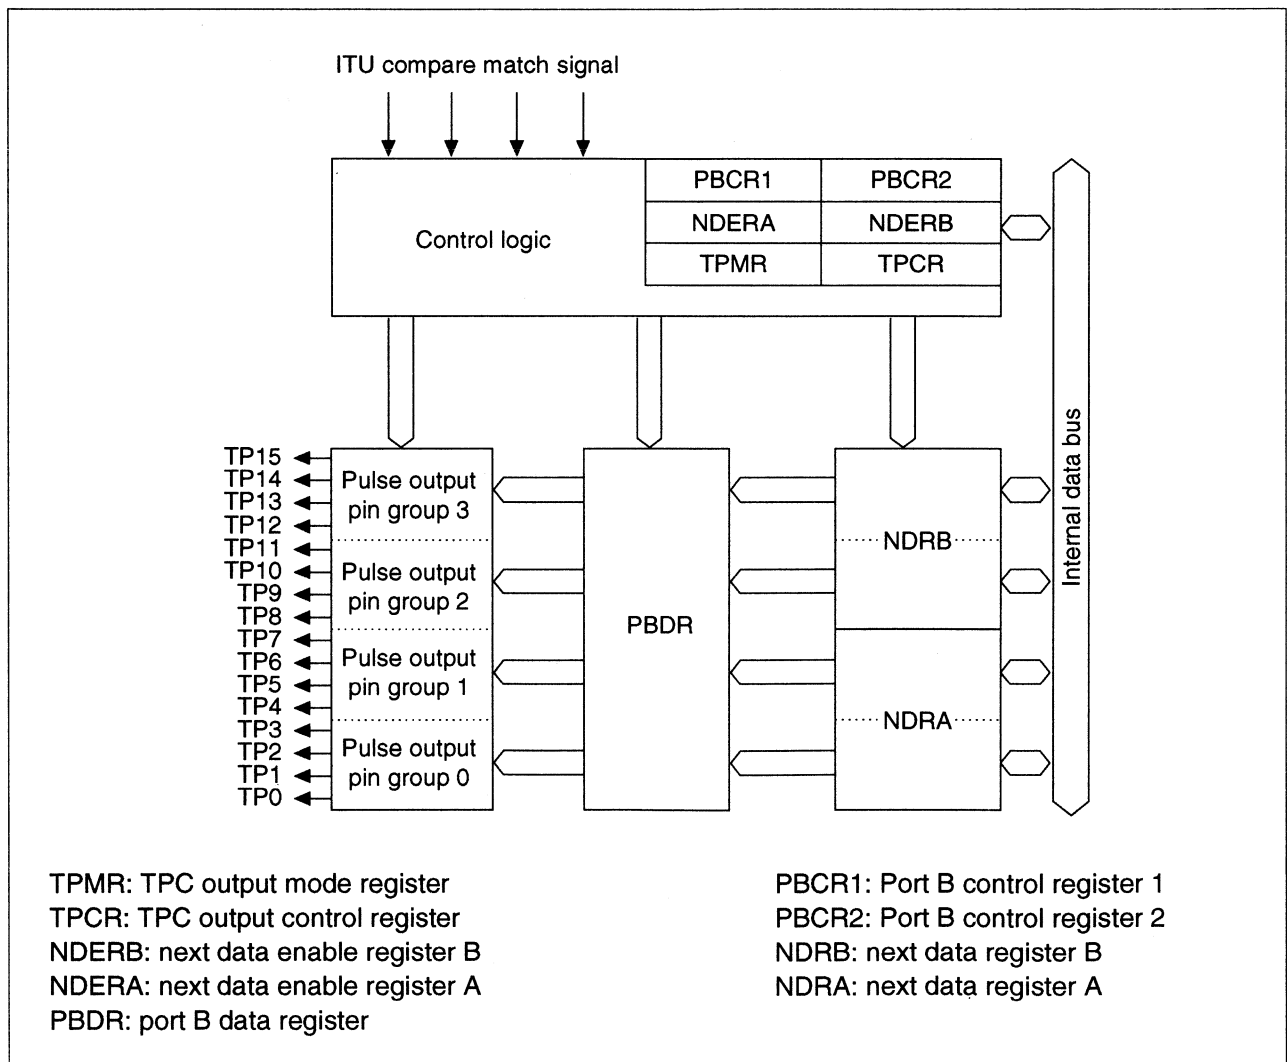 ITU compare match signal
PBCR1 PBCR2
Control logic NDERA NDERB
TPMR TPCR
TP15
TP14
TP13
TP12
TP11
TP10
TP9
TP8
TP7
TP6
TP5
TP4
TP3
TP2
TP1
TP0
Pulse output
pin group 3
Pulse output
pin group 2
Pulse output
pin group 1
Pulse output
pin group 0
PBDR
NDRB
NDRA
Internal data bus
TPMR: TPC output mode register
TPCR: TPC output control register
NDERB: next data enable register B
NDERA: next data enable register A
PBDR: port B data register
PBCR1: Port B control register 1
PBCR2: Port B control register 2
NDRB: next data register B
NDRA: next data register A